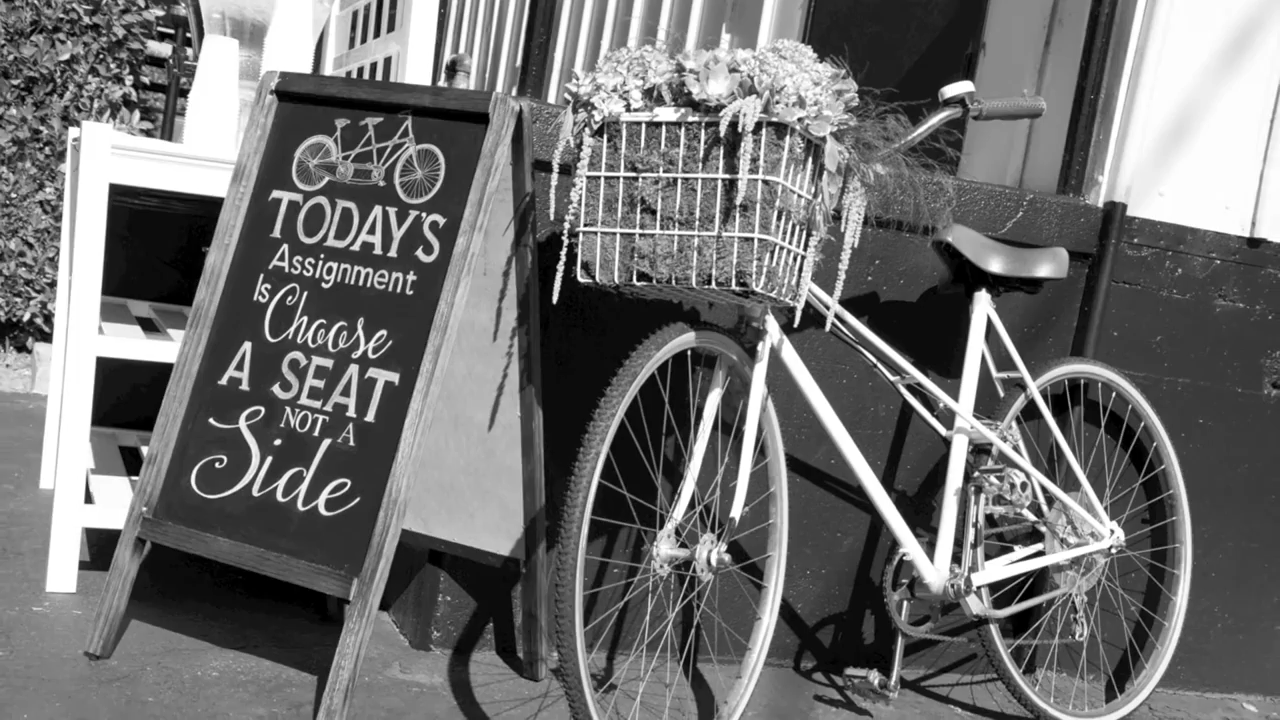 TODAY'S
Assignment
Is Choose
A SEAT
NOT A
Side